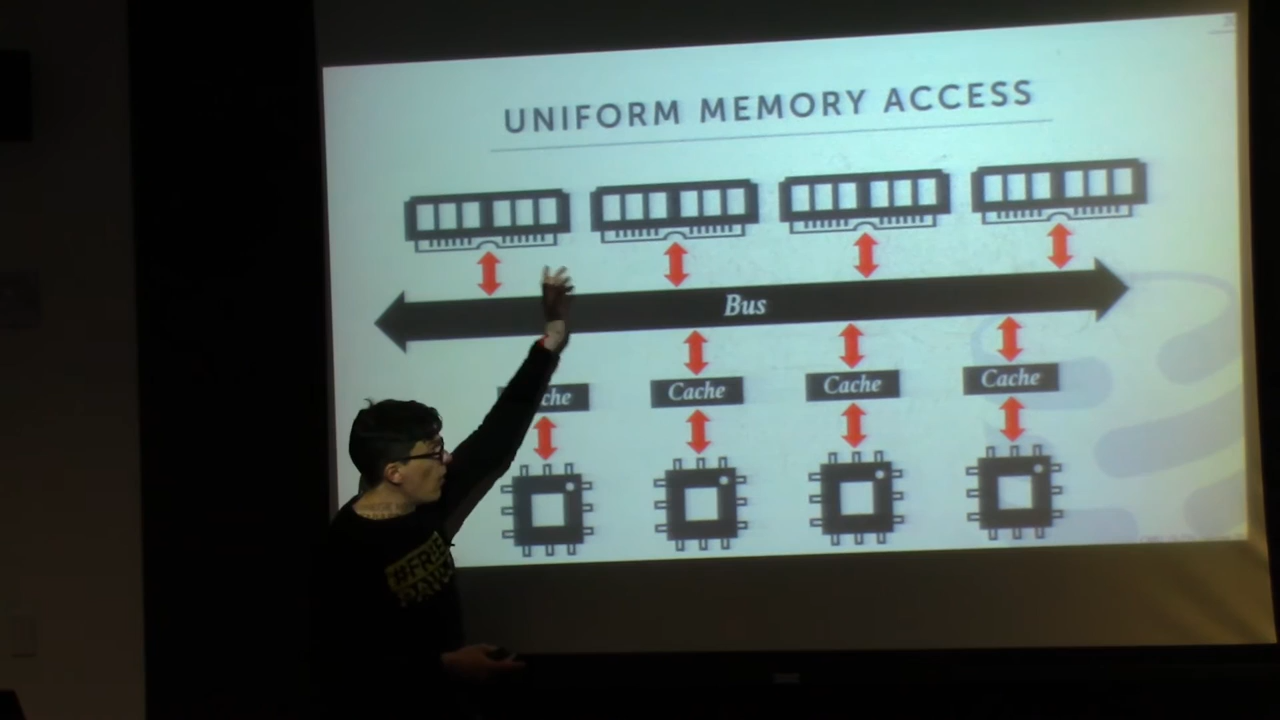 UNIFORM MEMORY ACCESS
Bus
che
Cache
Cache
Cache